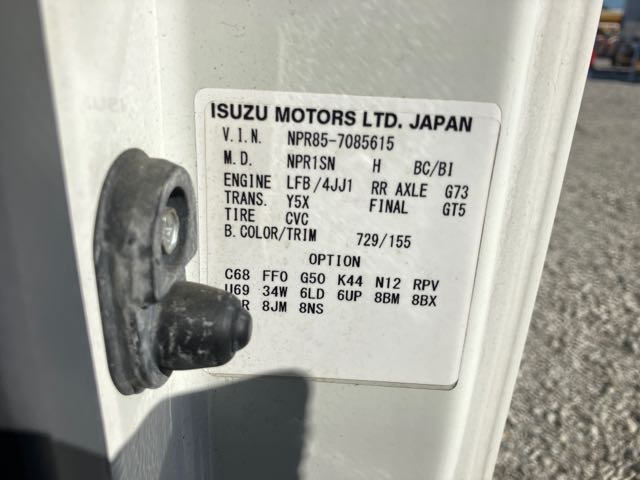 ISUZU MOTORS LTD. JAPAN
V.I.N. NPR85-7085615
M.D. NPR1SN H BC/BI
ENGINE LFB/4JJ1 RR AXLE G73
TRANS. Y5X FINAL GT5
TIRE CVC
B.COLOR/TRIM 729/155
OPTION
C68 FF0 G50 K44 N12 RPV
U69 34W 6LD 6UP 8BM 8BX
8JM 8NS